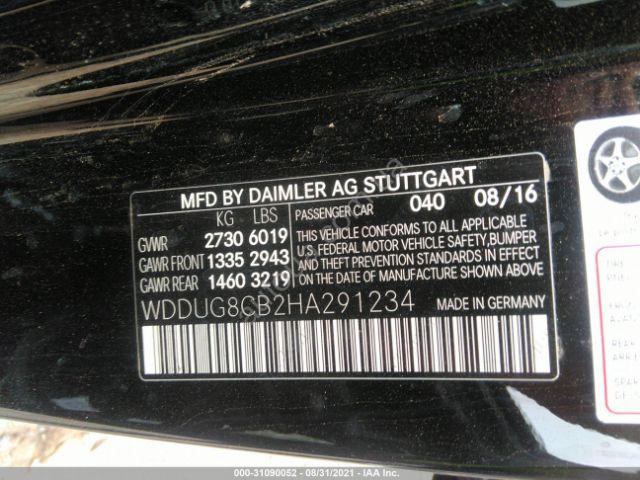 MFD BY DAIMLER AG STUTTGART
KG LBS PASSENGER CAR 040 08/16
GVWR 2730 6019
GAWR FRONT 1335 2943
GAWR REAR 1460 3219
THIS VEHICLE CONFORMS TO ALL APPLICABLE
U.S. FEDERAL MOTOR VEHICLE SAFETY, BUMPER
AND THEFT PREVENTION STANDARDS IN EFFECT
ON THE DATE OF MANUFACTURE SHOWN ABOVE.
WDDUG8CB2HA291234 MADE IN GERMANY
000-31090052 - 08/31/2021 - IAA Inc.